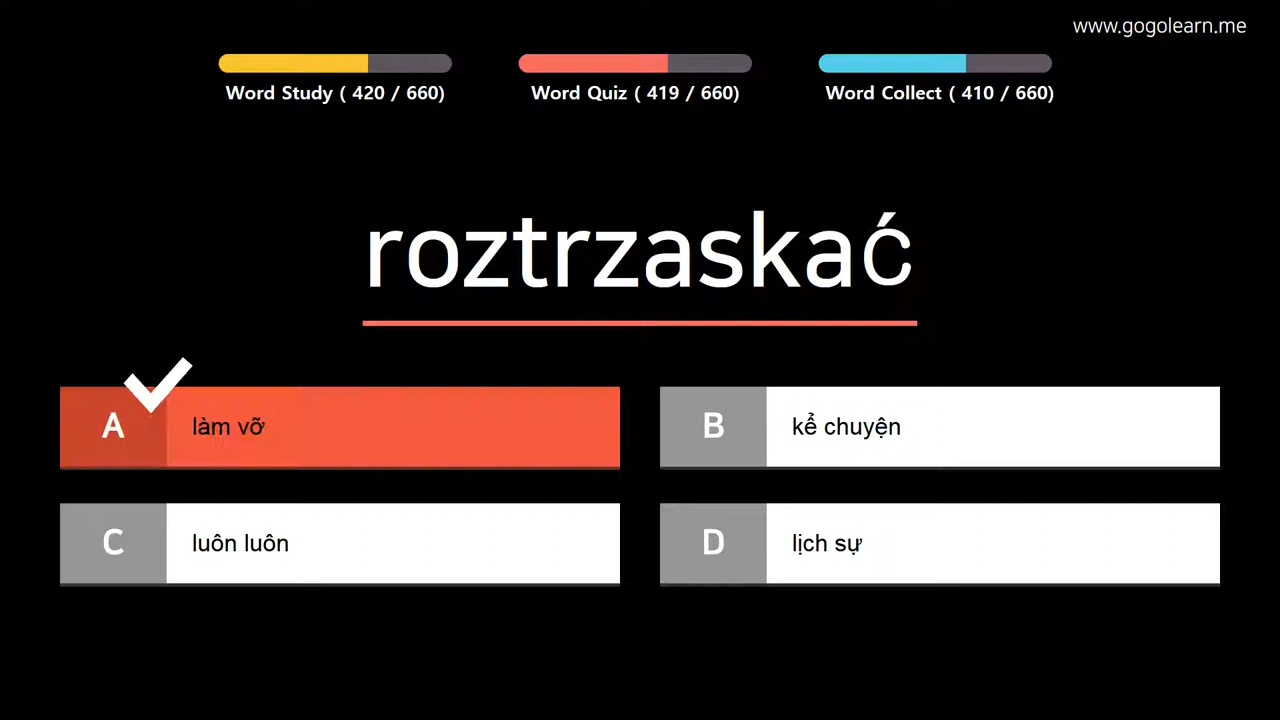 www.gogolearn.me
Word Study ( 420 / 660)
Word Quiz ( 419 / 660)
Word Collect ( 410 / 660)
roztrzaskać
A làm vỡ
B kể chuyện
C luôn luôn
D lịch sự